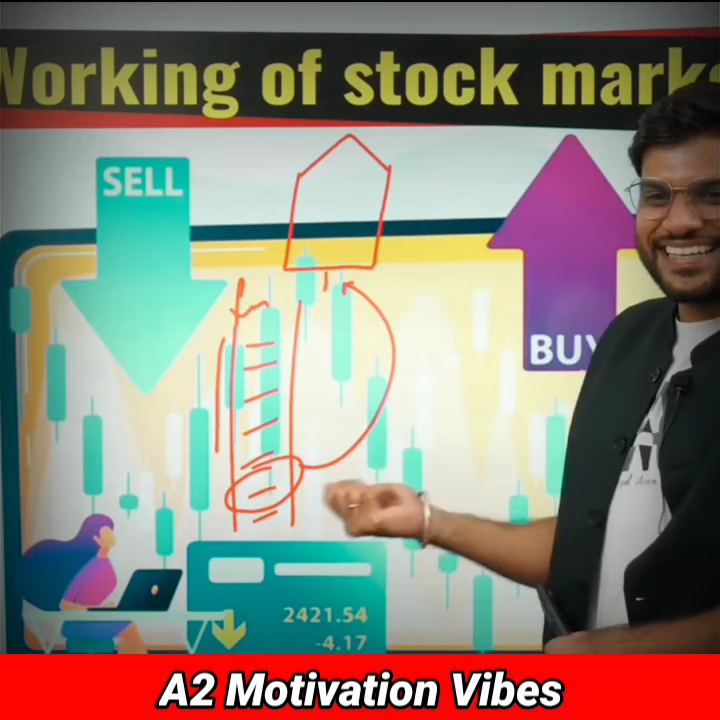 Working of stock mark
SELL
BUY
2421.54
-4.17
A2 Motivation Vibes